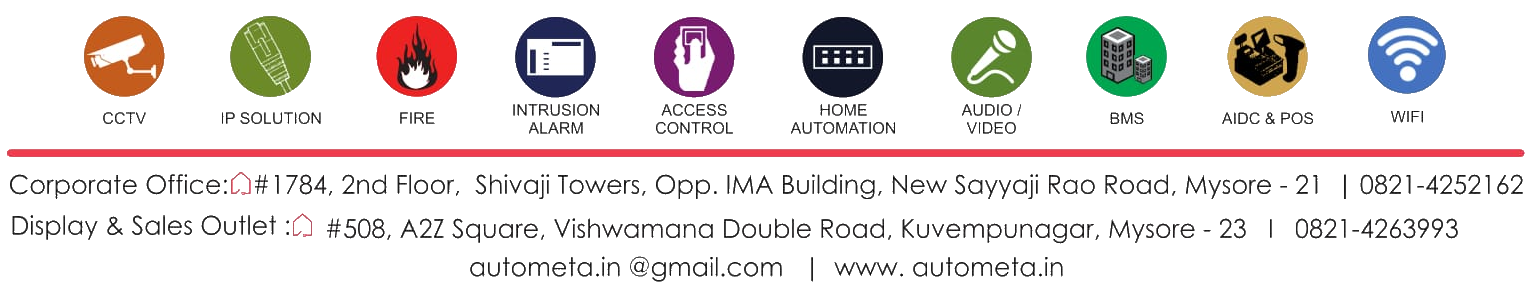 CCTV
IP SOLUTION
FIRE
INTRUSION
ALARM
ACCESS
CONTROL
HOME
AUTOMATION
AUDIO /
VIDEO
BMS
AIDC & POS
WIFI
Corporate Office: #1784, 2nd Floor, Shivaji Towers, Opp. IMA Building, New Sayyaji Rao Road, Mysore - 21 | 0821-4252162
Display & Sales Outlet : #508, A2Z Square, Vishwamana Double Road, Kuvempunagar, Mysore - 23 I 0821-4263993
autometa.in @gmail.com | www. autometa.in